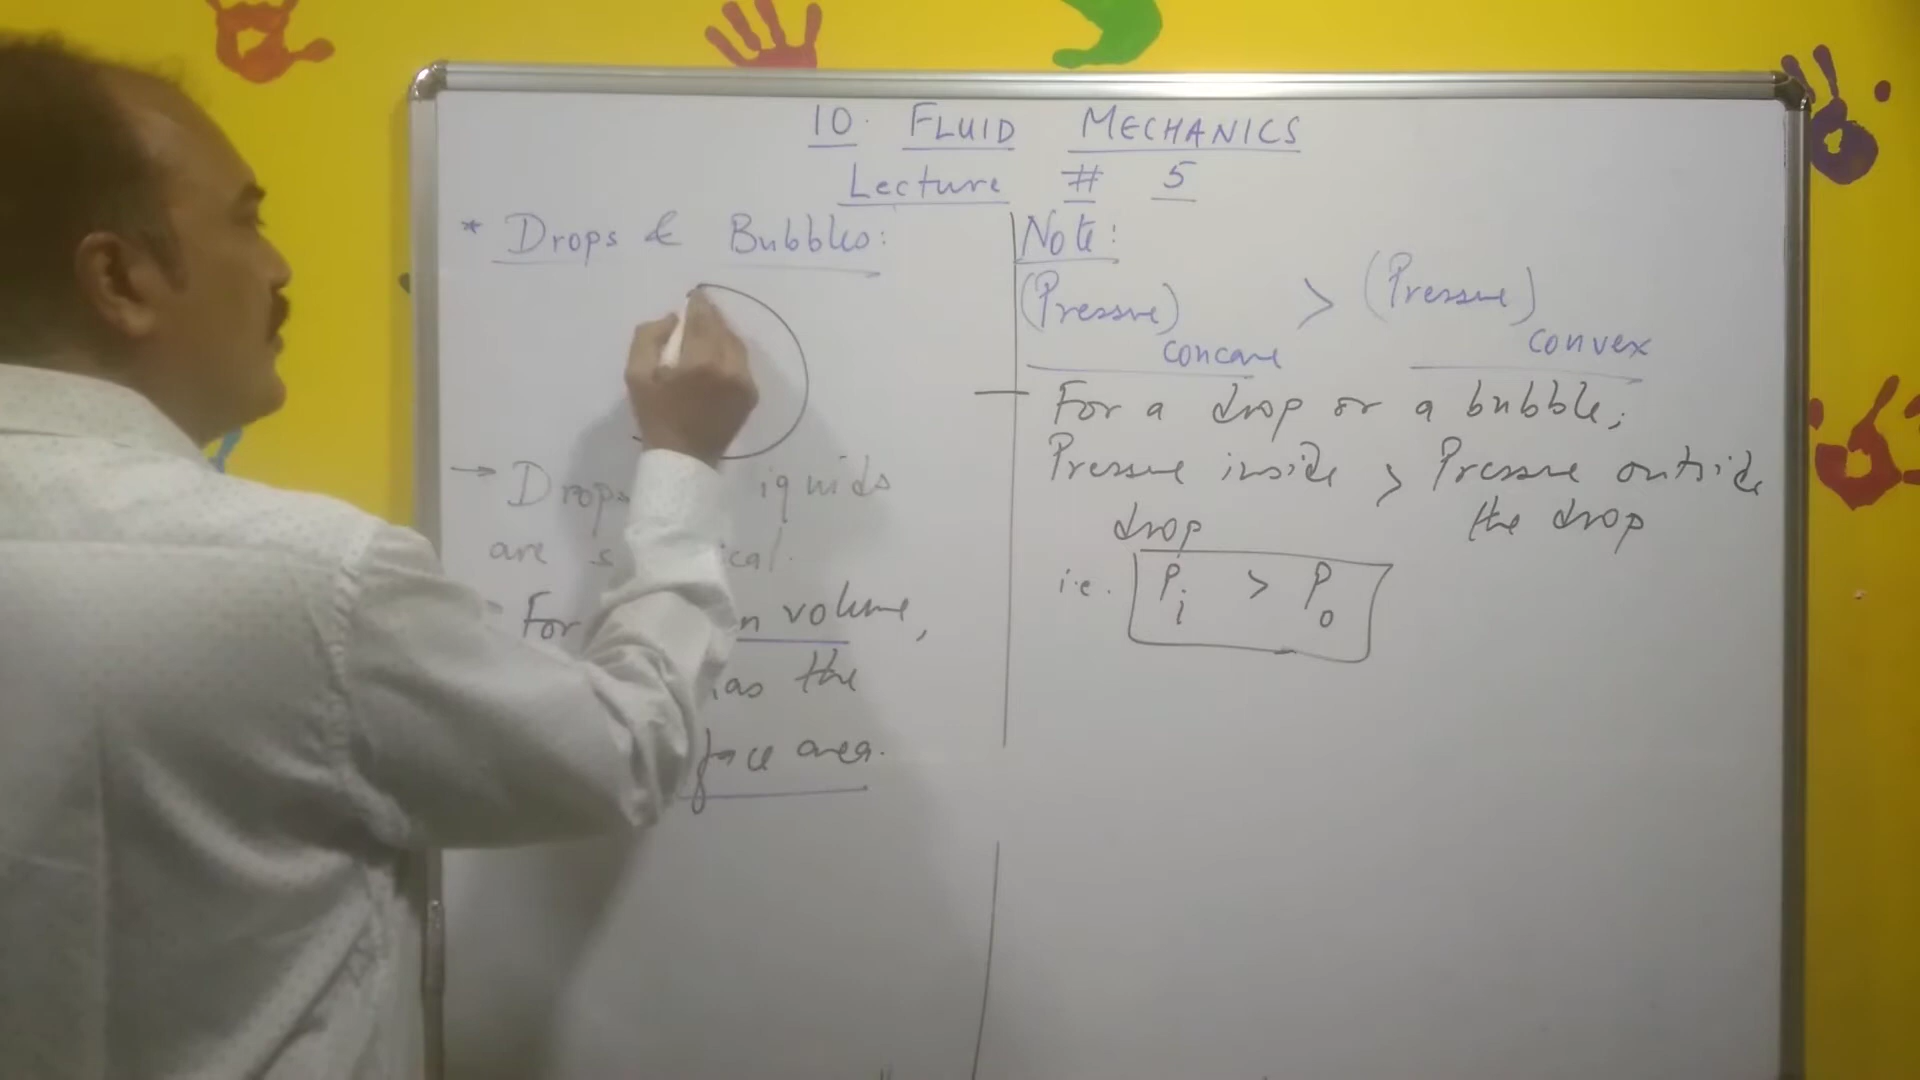 10. FLUID MECHANICS
Lecture # 5
* Drops & Bubbles:
→ Drops iquids
are s ical.
For n volume,
as the
face area.
Note:
(Pressure) concave > (Pressure) convex
For a drop or a bubble;
Pressure inside > Pressure outside
drop the drop
i.e. Pi > Po